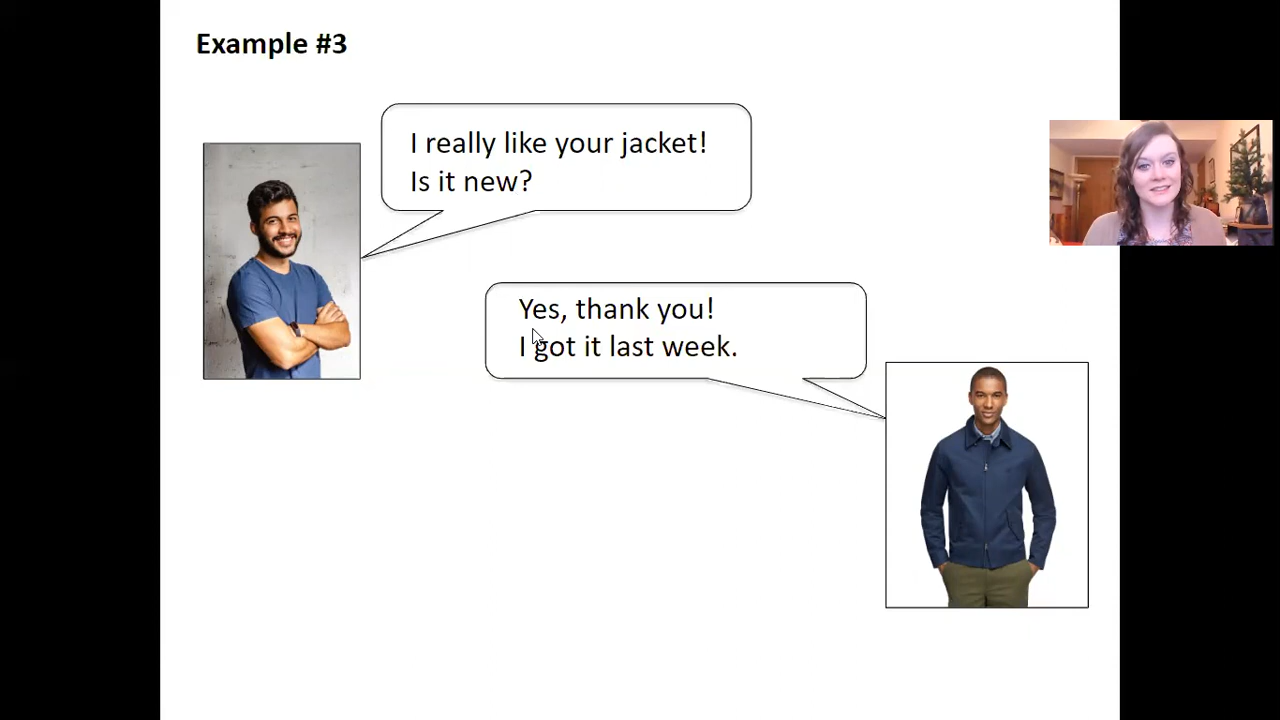 Example #3
I really like your jacket!
Is it new?
Yes, thank you!
I got it last week.